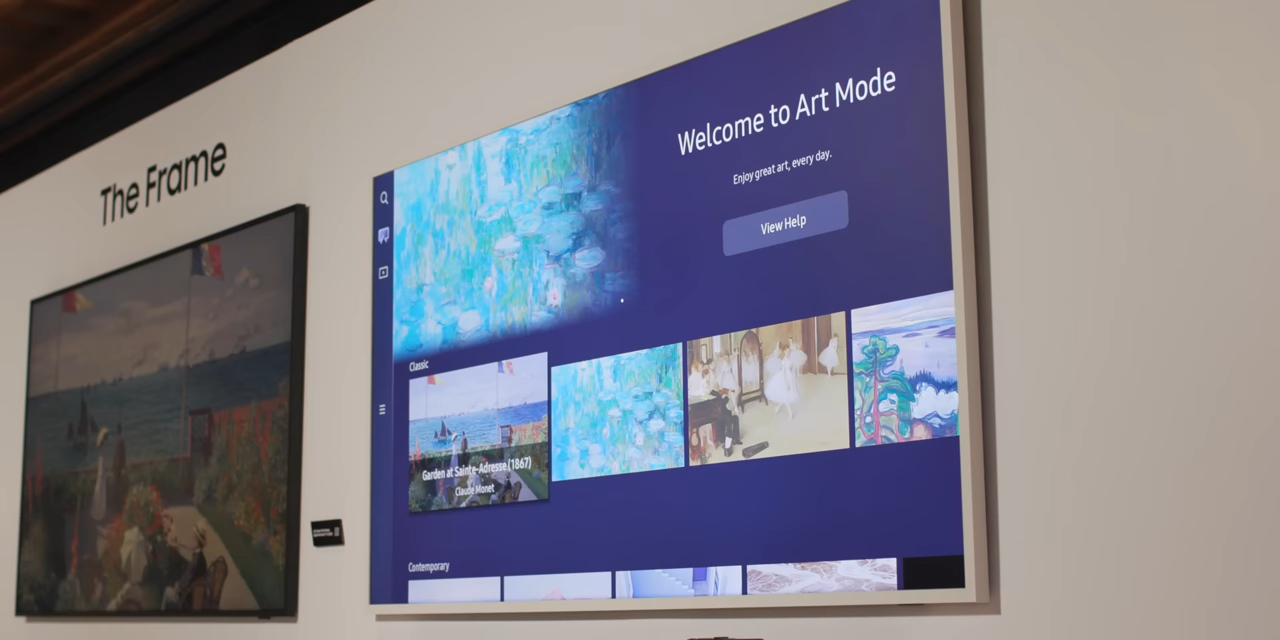 The Frame
Welcome to Art Mode
Enjoy great art, every day.
View Help
Classic
Garden at Sainte-Adresse (1867)
Claude Monet
Contemporary